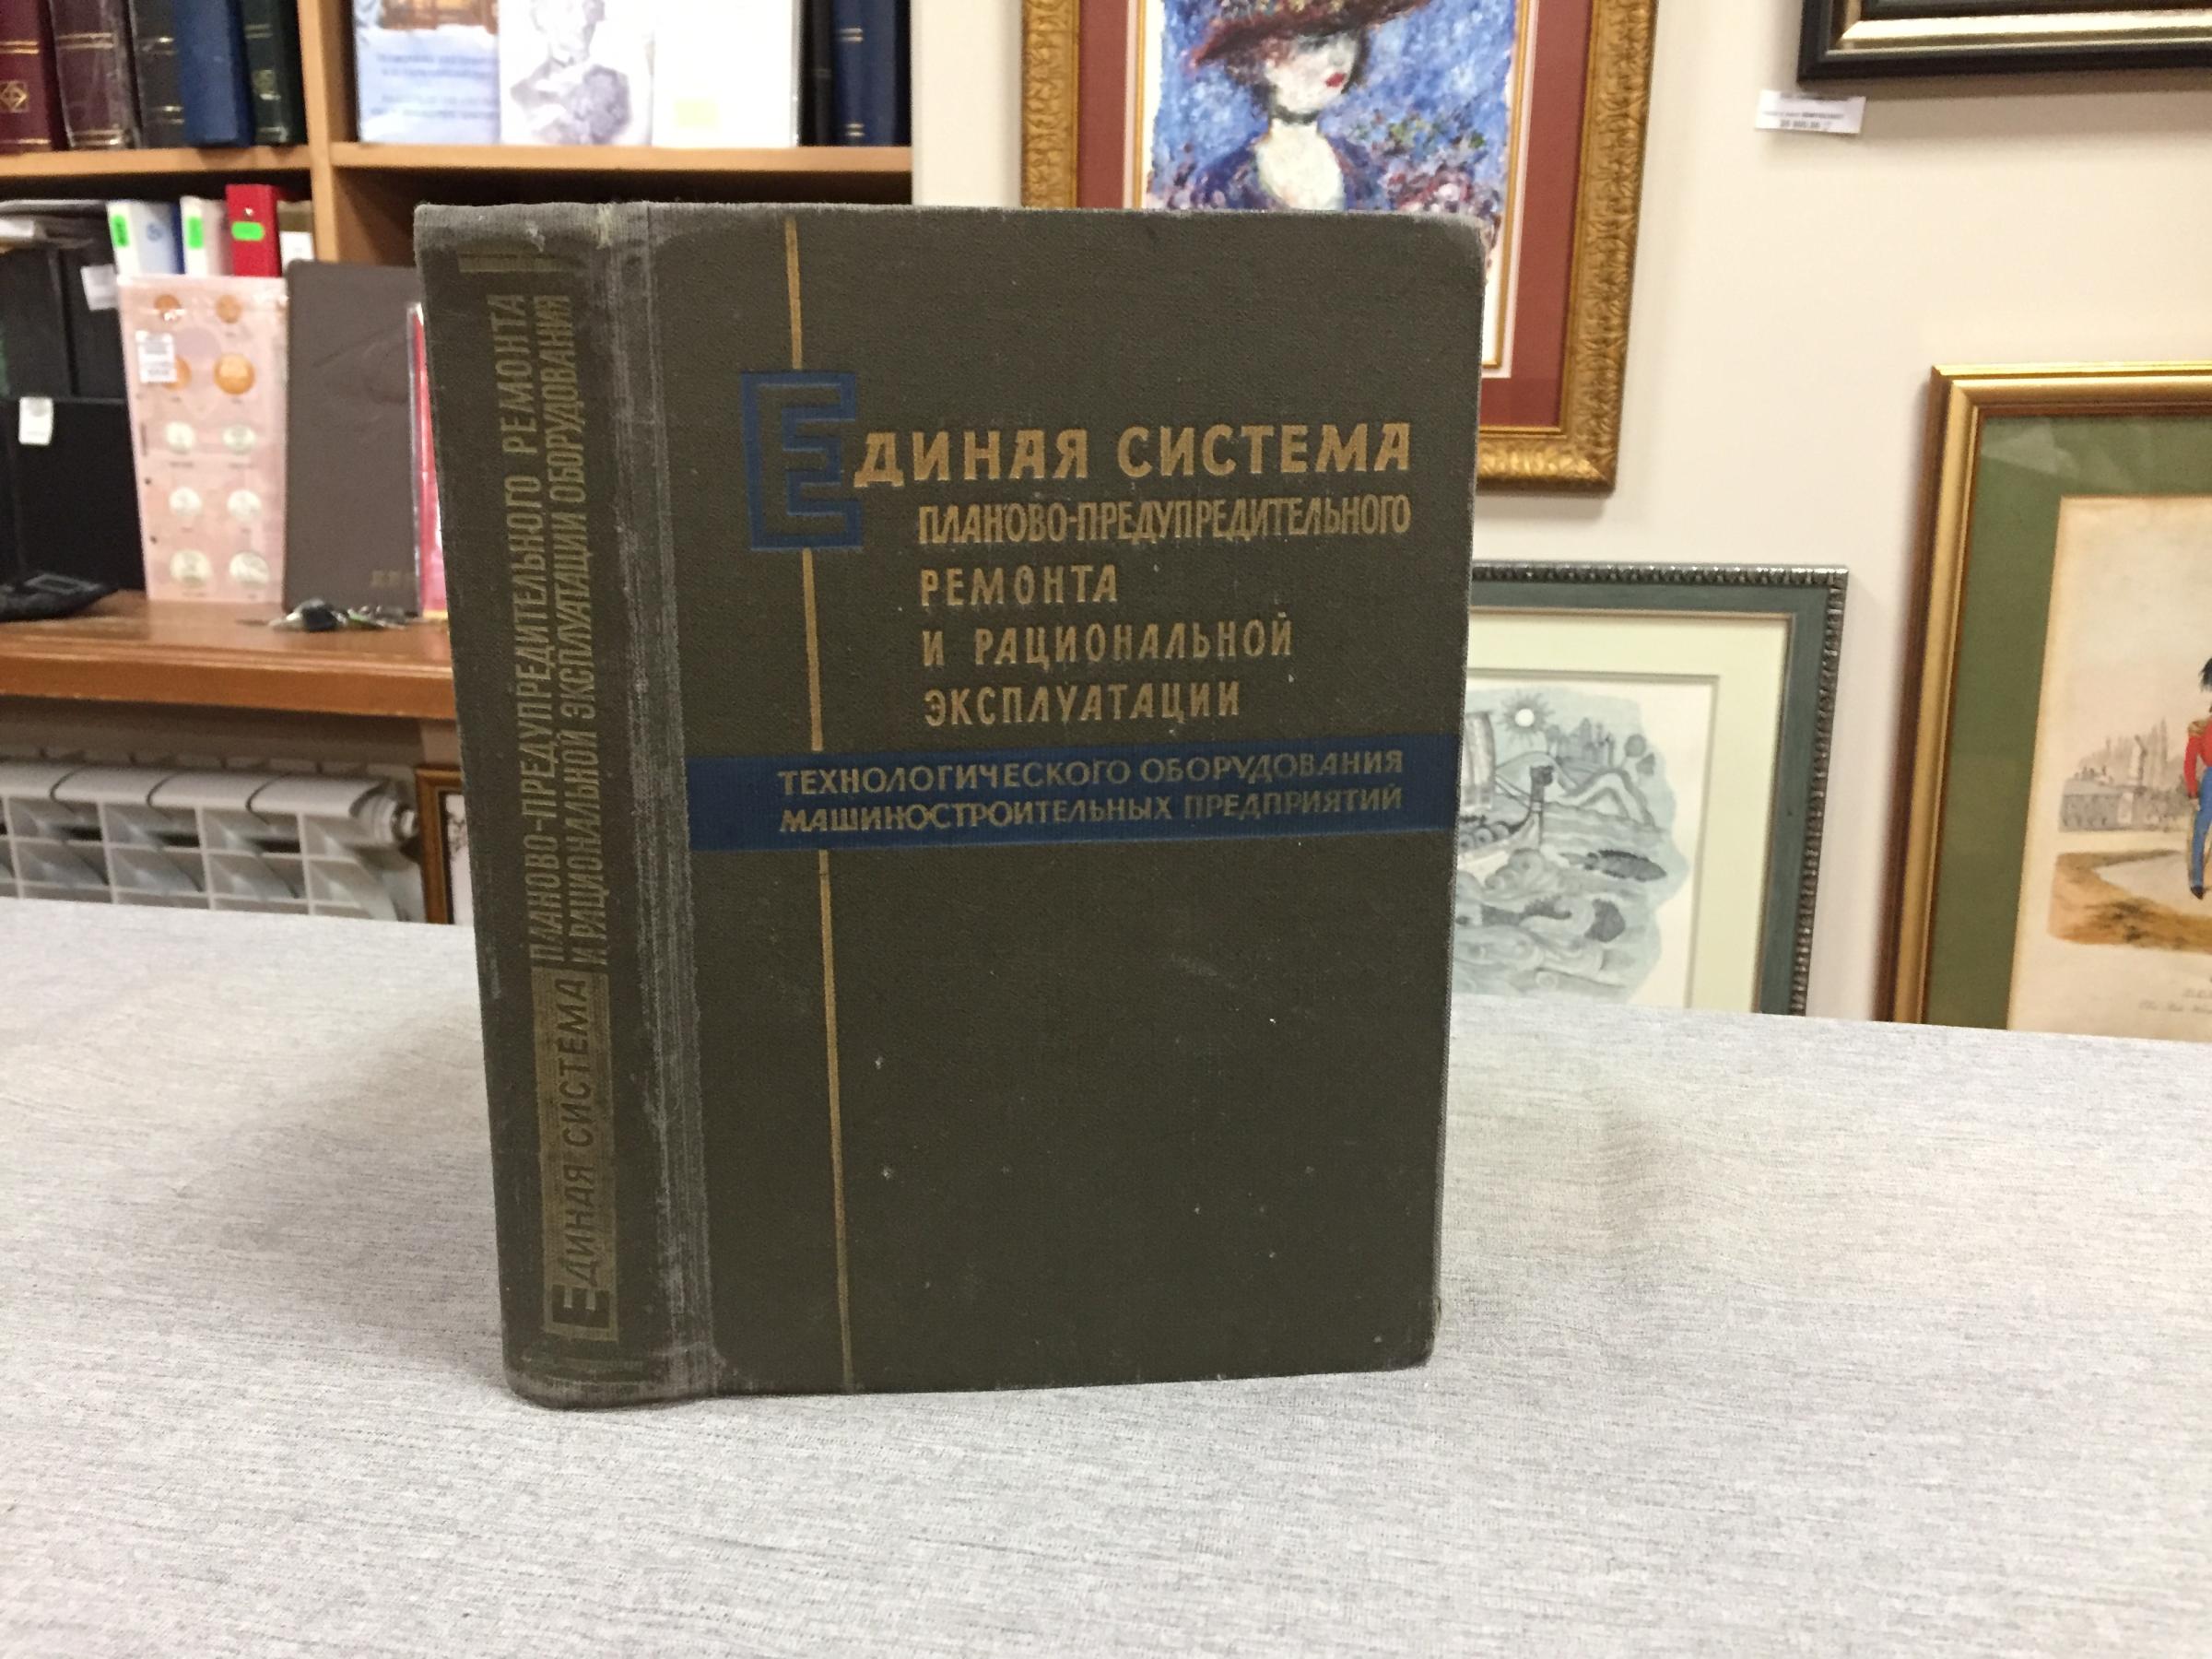 ЕДИНАЯ СИСТЕМА
ПЛАНОВО-ПРЕДУПРЕДИТЕЛЬНОГО
РЕМОНТА
И РАЦИОНАЛЬНОЙ
ЭКСПЛУАТАЦИИ
ТЕХНОЛОГИЧЕСКОГО ОБОРУДОВАНИЯ
МАШИНОСТРОИТЕЛЬНЫХ ПРЕДПРИЯТИЙ
ЕДИНАЯ СИСТЕМА
ПЛАНОВО-ПРЕДУПРЕДИТЕЛЬНОГО РЕМОНТА
И РАЦИОНАЛЬНОЙ ЭКСПЛУАТАЦИИ ОБОРУДОВАНИЯ